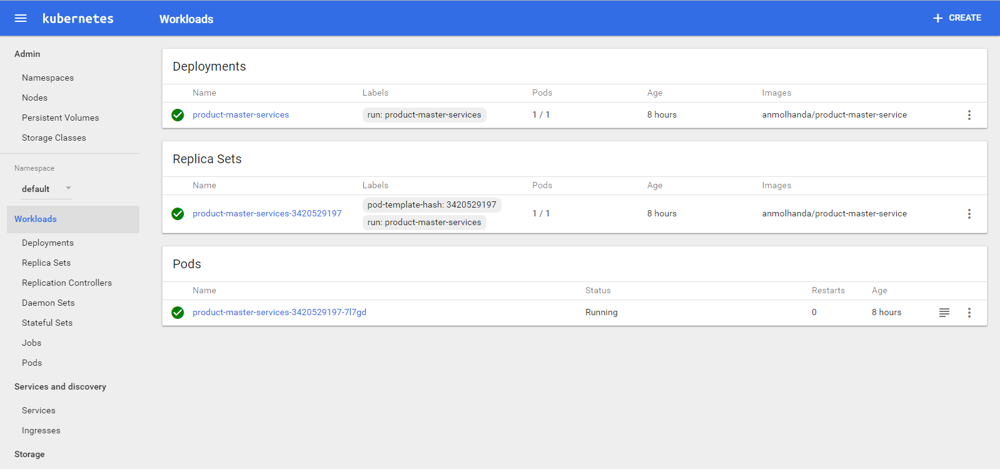 kubernetes
Workloads
CREATE
Admin
Namespaces
Nodes
Persistent Volumes
Storage Classes
Namespace
default
Workloads
Deployments
Replica Sets
Replication Controllers
Daemon Sets
Stateful Sets
Jobs
Pods
Services and discovery
Services
Ingresses
Storage
Deployments
Name Labels Pods Age Images
product-master-services run: product-master-services 1 / 1 8 hours anmolhanda/product-master-service
Replica Sets
Name Labels Pods Age Images
pod-template-hash: 3420529197
product-master-services-3420529197 1 / 1 8 hours anmolhanda/product-master-service
run: product-master-services
Pods
Name Status Restarts Age
product-master-services-3420529197-7l7gd Running 0 8 hours